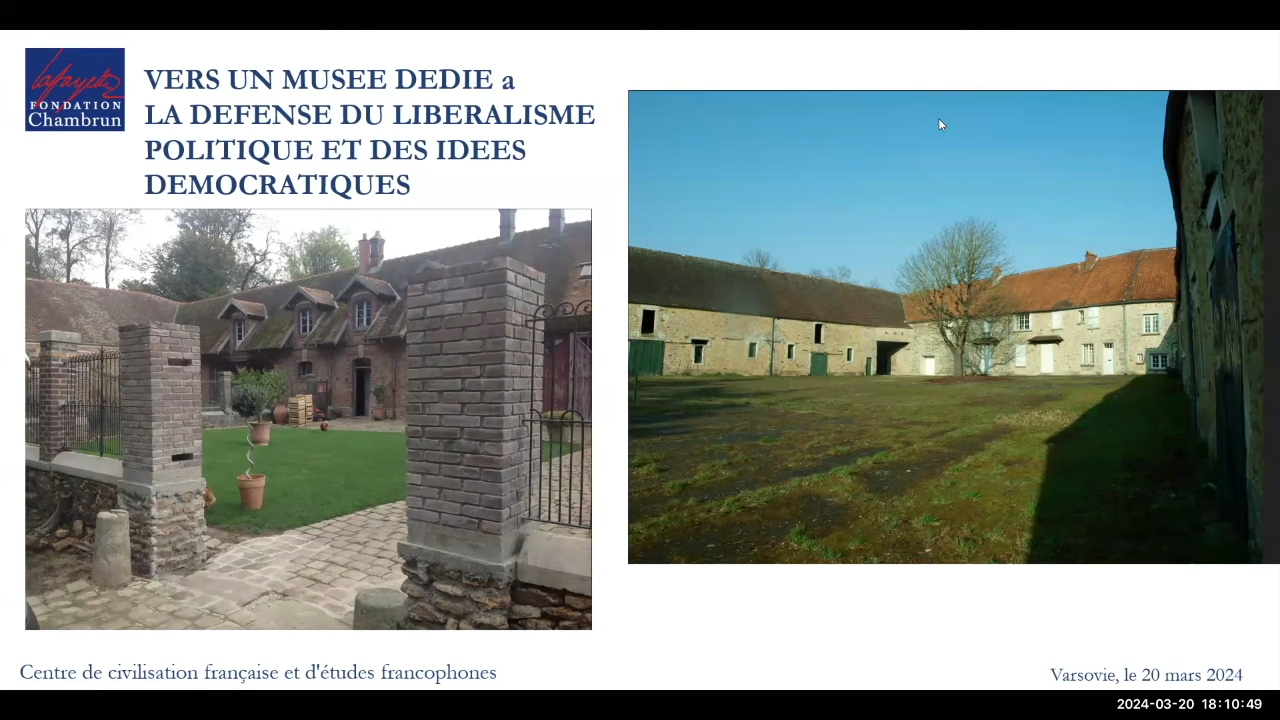 lafayette
FONDATION
Chambrun
VERS UN MUSEE DEDIE a
LA DEFENSE DU LIBERALISME
POLITIQUE ET DES IDEES
DEMOCRATIQUES
Centre de civilisation française et d'études francophones
Varsovie, le 20 mars 2024
2024-03-20 18:10:49